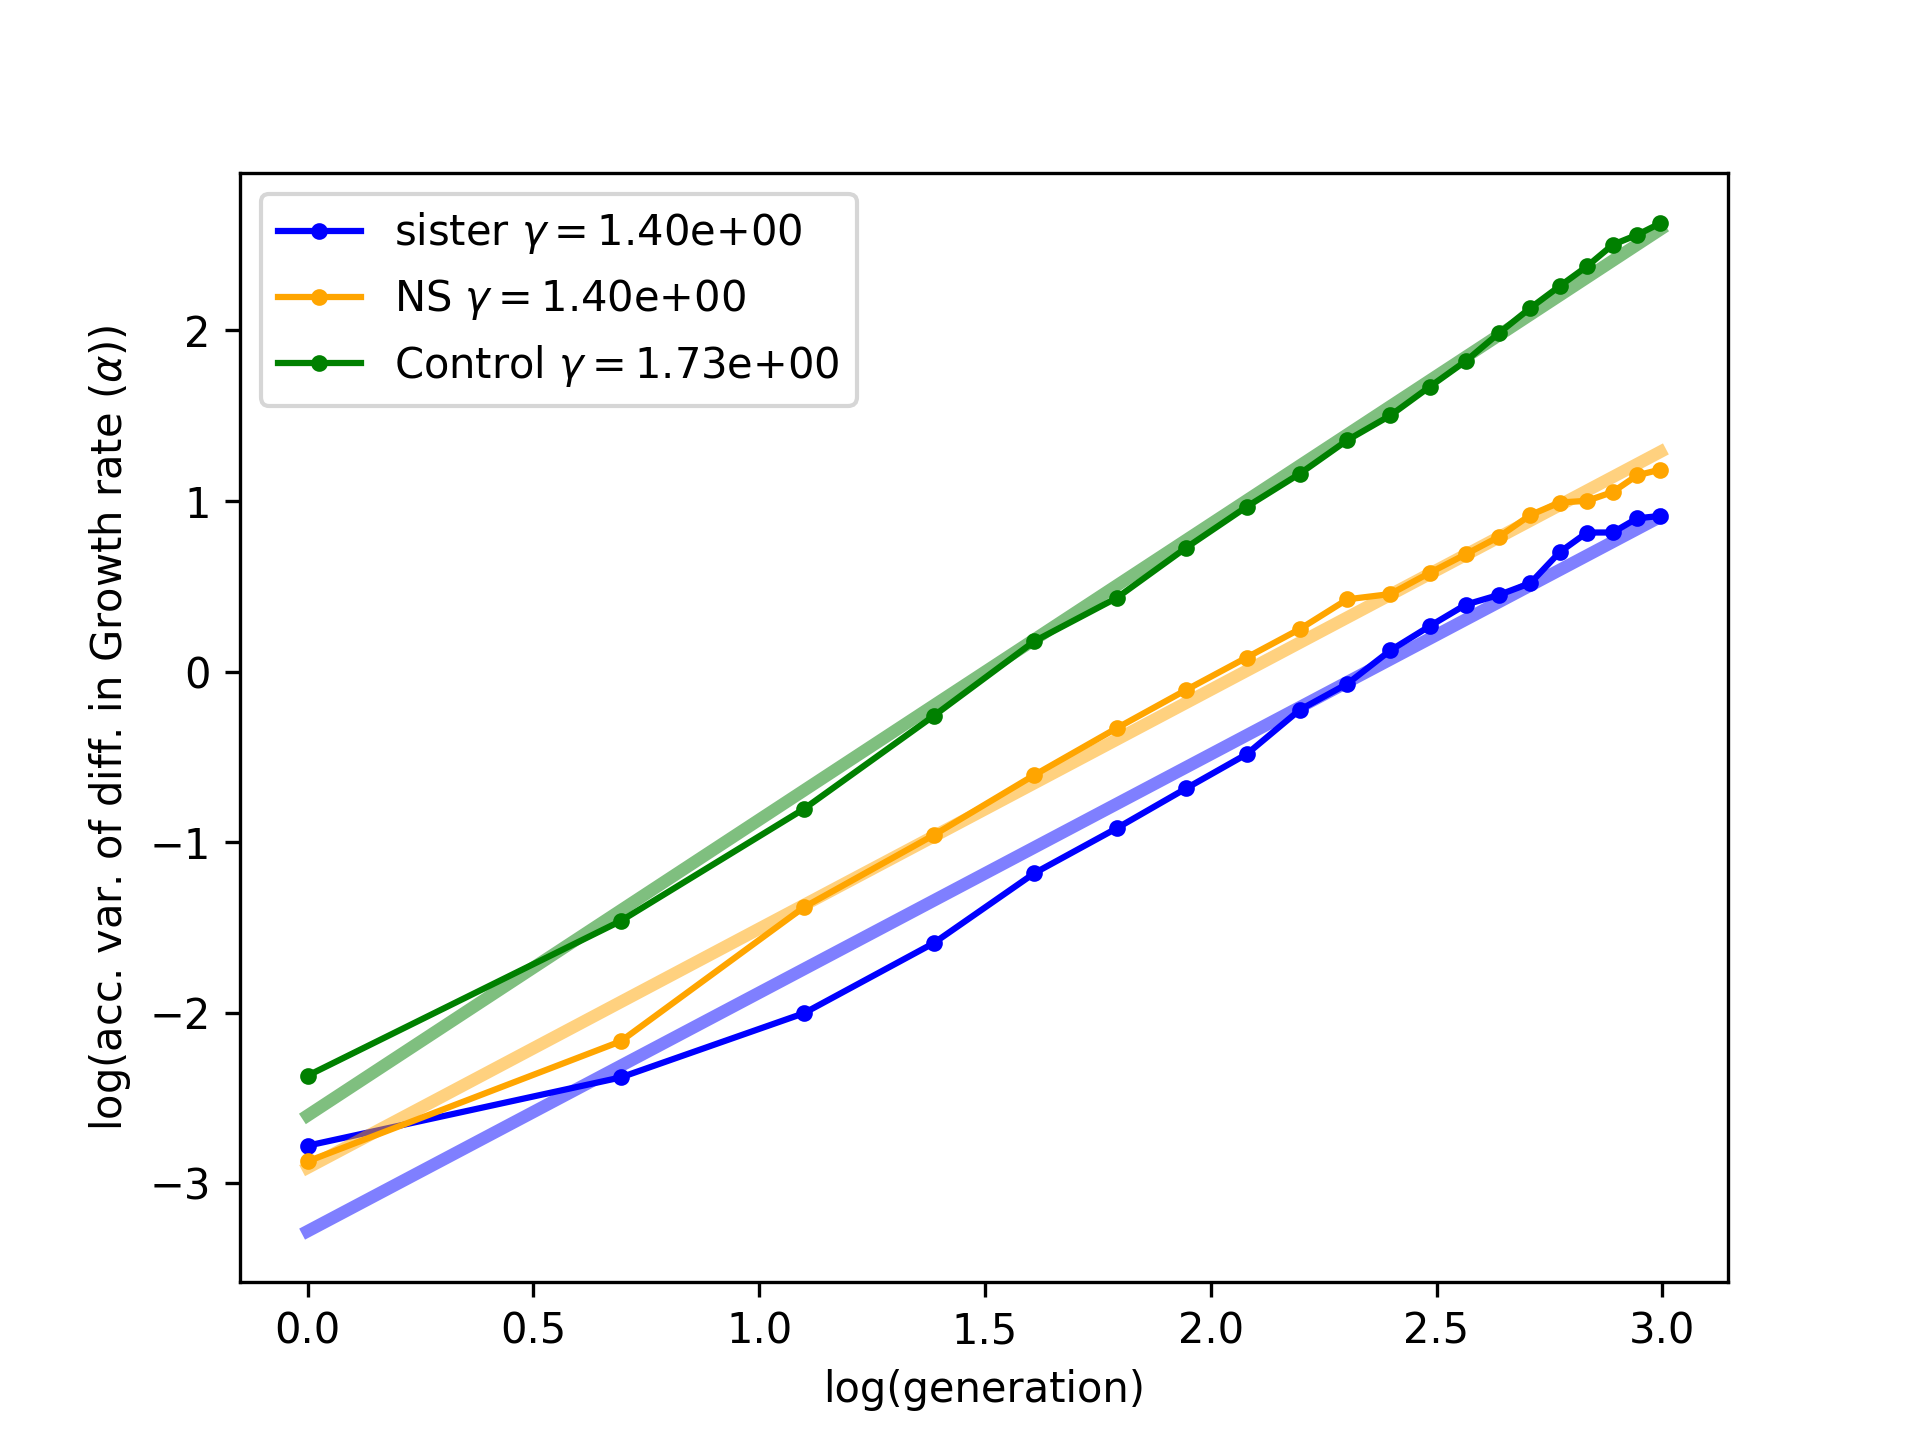 sister γ = 1.40e+00
NS γ = 1.40e+00
Control γ = 1.73e+00
log(acc. var. of diff. in Growth rate (α))
2
1
0
−1
−2
−3
0.0 0.5 1.0 1.5 2.0 2.5 3.0
log(generation)